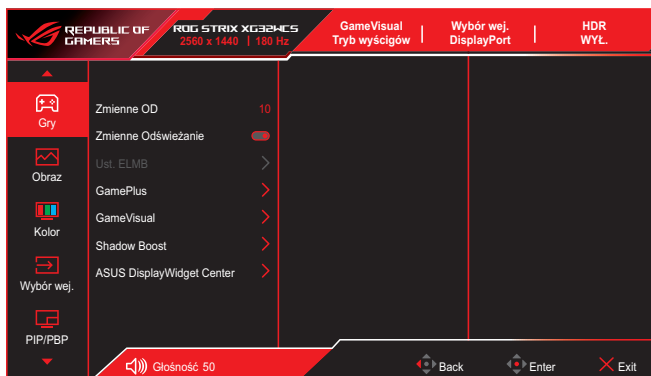 REPUBLIC OF
GAMERS
ROG STRIX XG32WCS
2560 x 1440 | 180 Hz
GameVisual
Tryb wyścigów
Wybór wej.
DisplayPort
HDR
WYŁ.
Gry
Obraz
Kolor
Wybór wej.
PIP/PBP
Zmienne OD 10
Zmienne Odświeżanie
Ust. ELMB
GamePlus
GameVisual
Shadow Boost
ASUS DisplayWidget Center
Głośność 50
Back
Enter
Exit